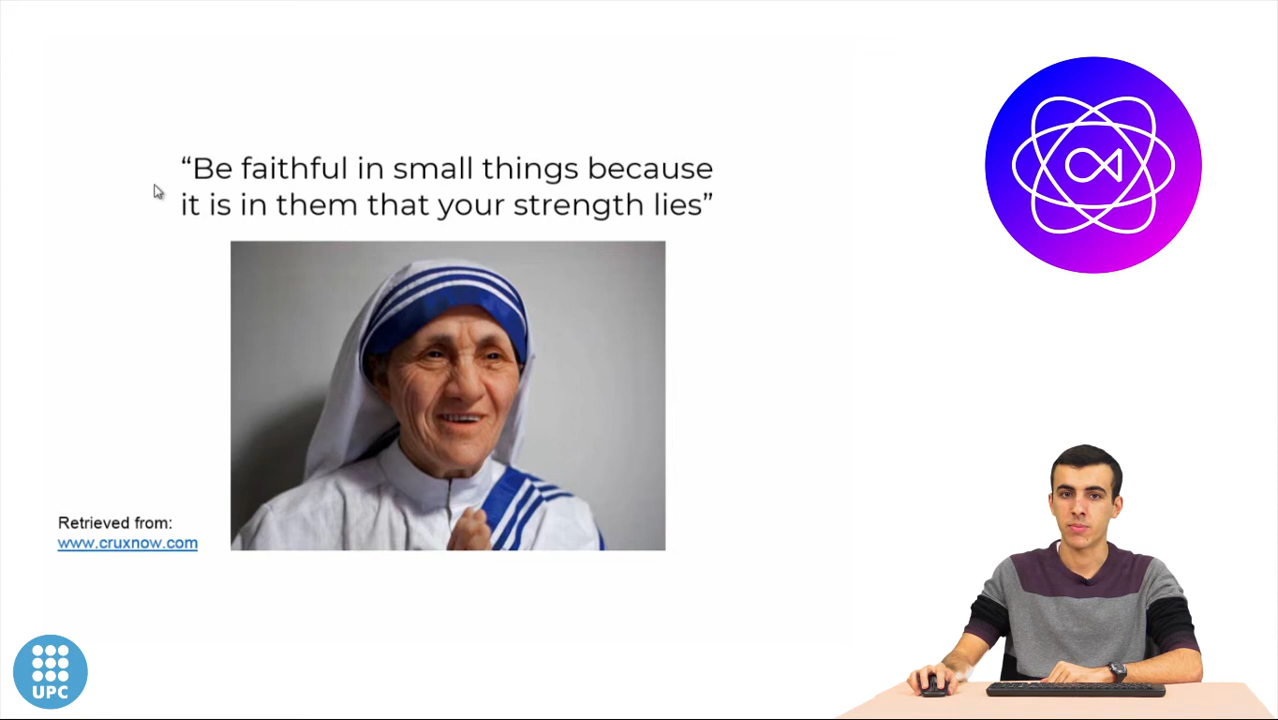 “Be faithful in small things because
it is in them that your strength lies”
Retrieved from:
www.cruxnow.com
UPC